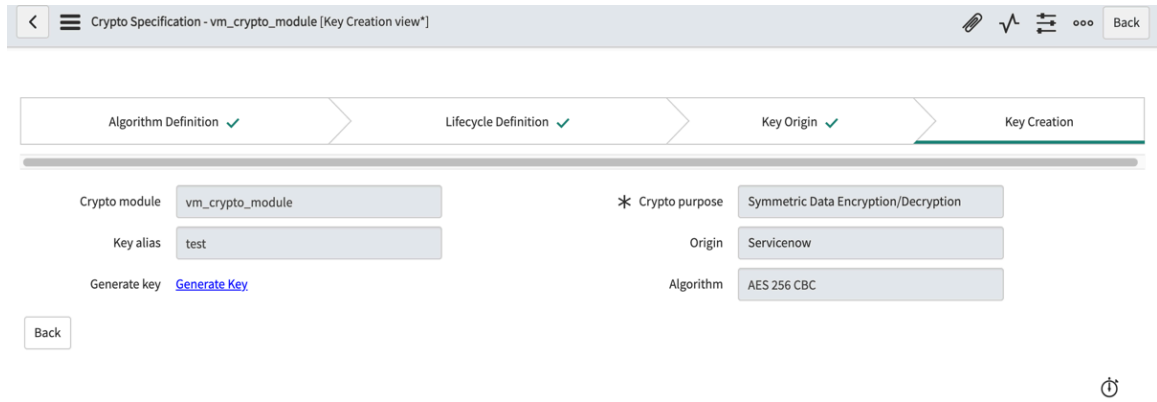 Crypto Specification - vm_crypto_module [Key Creation view*]
Back
Algorithm Definition
Lifecycle Definition
Key Origin
Key Creation
Crypto module vm_crypto_module
Crypto purpose Symmetric Data Encryption/Decryption
Key alias test
Origin Servicenow
Generate key Generate Key
Algorithm AES 256 CBC
Back